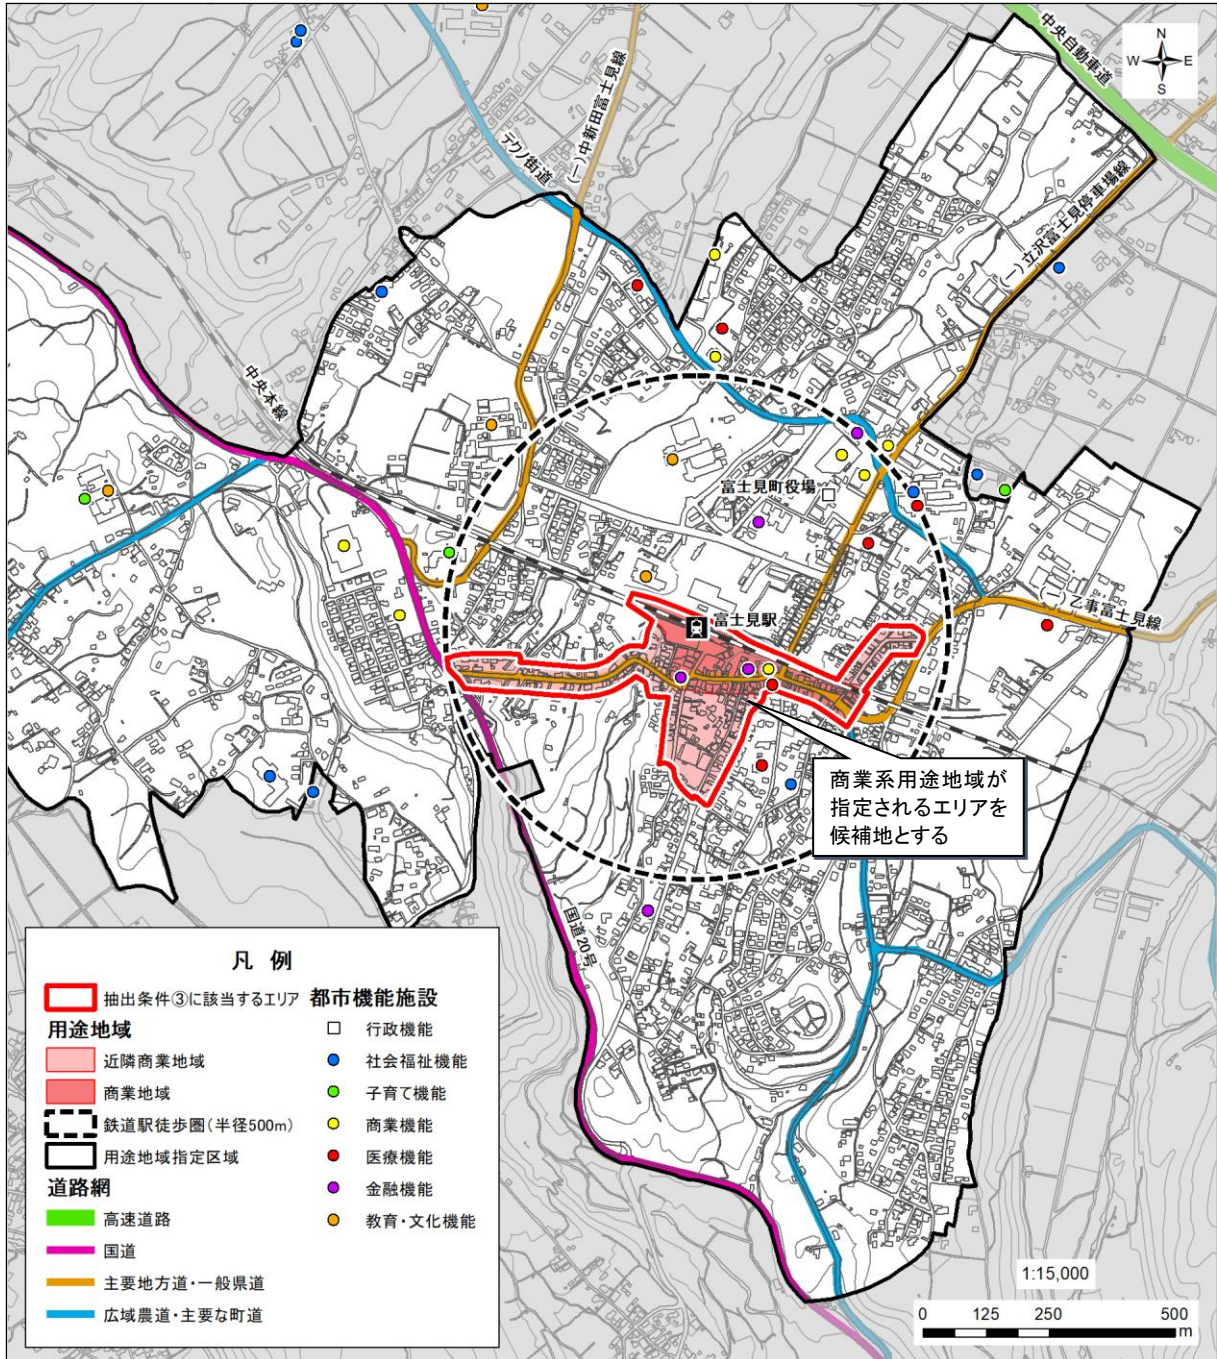 中央自動車道
N
W E
S
(一)中新田富士見線
テクノ街道
(一)立沢富士見停車場線
中央本線
富士見町役場
(一)乙事富士見線
富士見駅
商業系用途地域が
指定されるエリアを
候補地とする
国道20号
凡 例
抽出条件③に該当するエリア
用途地域
近隣商業地域
商業地域
鉄道駅徒歩圏(半径500m)
用途地域指定区域
道路網
高速道路
国道
主要地方道・一般県道
広域農道・主要な町道
都市機能施設
行政機能
社会福祉機能
子育て機能
商業機能
医療機能
金融機能
教育・文化機能
1:15,000
0 125 250 500
m